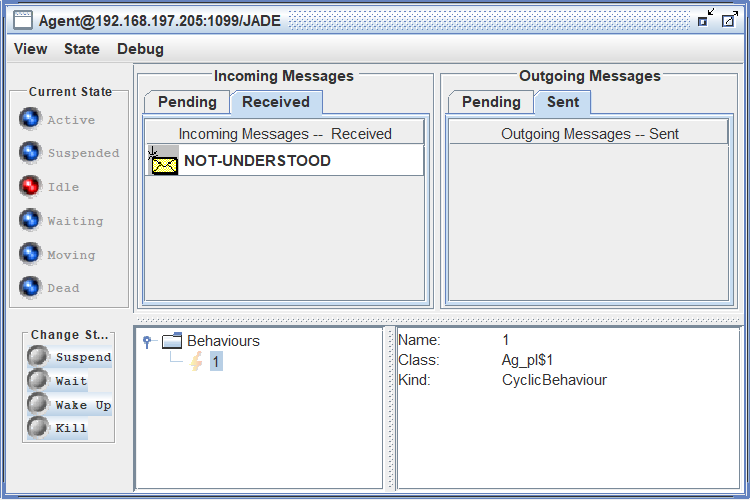 Agent@192.168.197.205:1099/JADE
View State Debug
Current State
Active
Suspended
Idle
Waiting
Moving
Dead
Incoming Messages
Pending Received
Incoming Messages -- Received
NOT-UNDERSTOOD
Outgoing Messages
Pending Sent
Outgoing Messages -- Sent
Change St...
Suspend
Wait
Wake Up
Kill
Behaviours
1
Name: 1
Class: Ag_pl$1
Kind: CyclicBehaviour